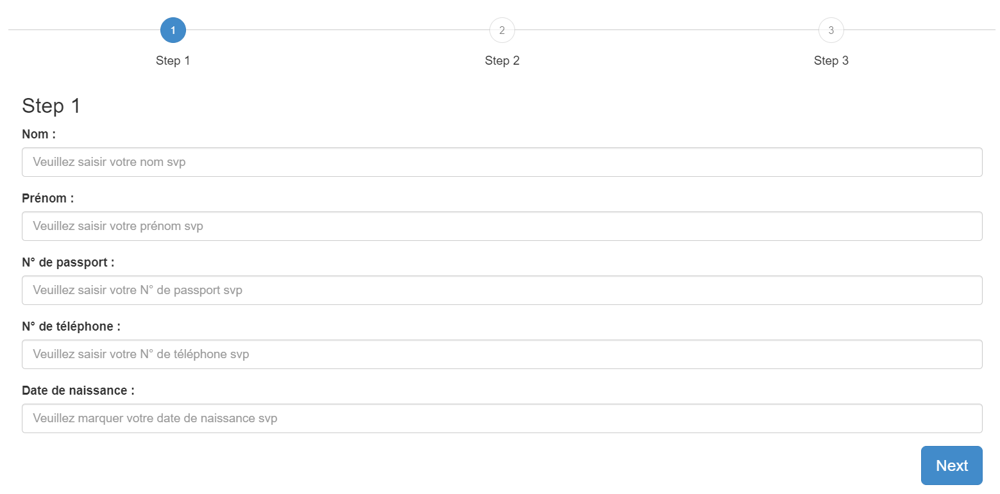 1
2
3
Step 1
Step 2
Step 3
Step 1
Nom :
Veuillez saisir votre nom svp
Prénom :
Veuillez saisir votre prénom svp
N° de passport :
Veuillez saisir votre N° de passport svp
N° de téléphone :
Veuillez saisir votre N° de téléphone svp
Date de naissance :
Veuillez marquer votre date de naissance svp
Next